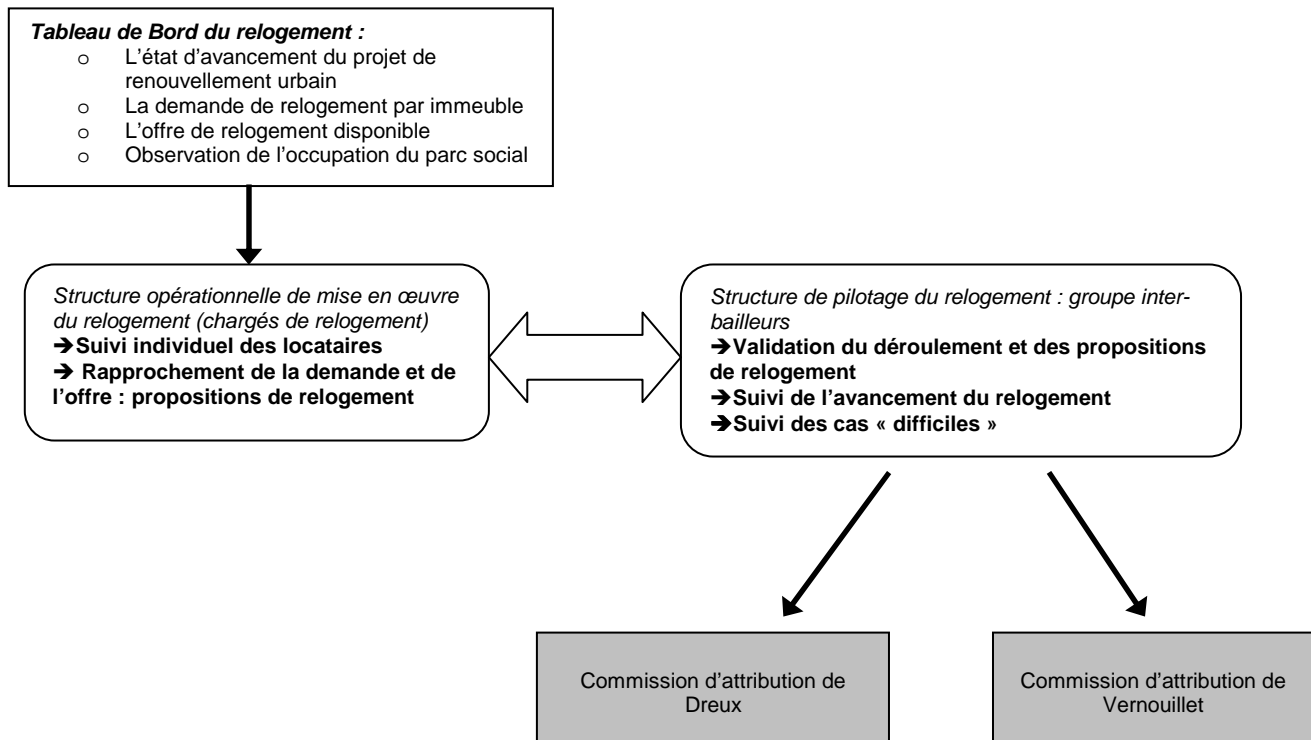 Tableau de Bord du relogement :
o L’état d’avancement du projet de
renouvellement urbain
o La demande de relogement par immeuble
o L’offre de relogement disponible
o Observation de l’occupation du parc social
Structure opérationnelle de mise en œuvre
du relogement (chargés de relogement)
➔Suivi individuel des locataires
➔ Rapprochement de la demande et de
l’offre : propositions de relogement
Structure de pilotage du relogement : groupe inter-
bailleurs
➔Validation du déroulement et des propositions
de relogement
➔Suivi de l’avancement du relogement
➔Suivi des cas « difficiles »
Commission d’attribution de
Dreux
Commission d’attribution de
Vernouillet